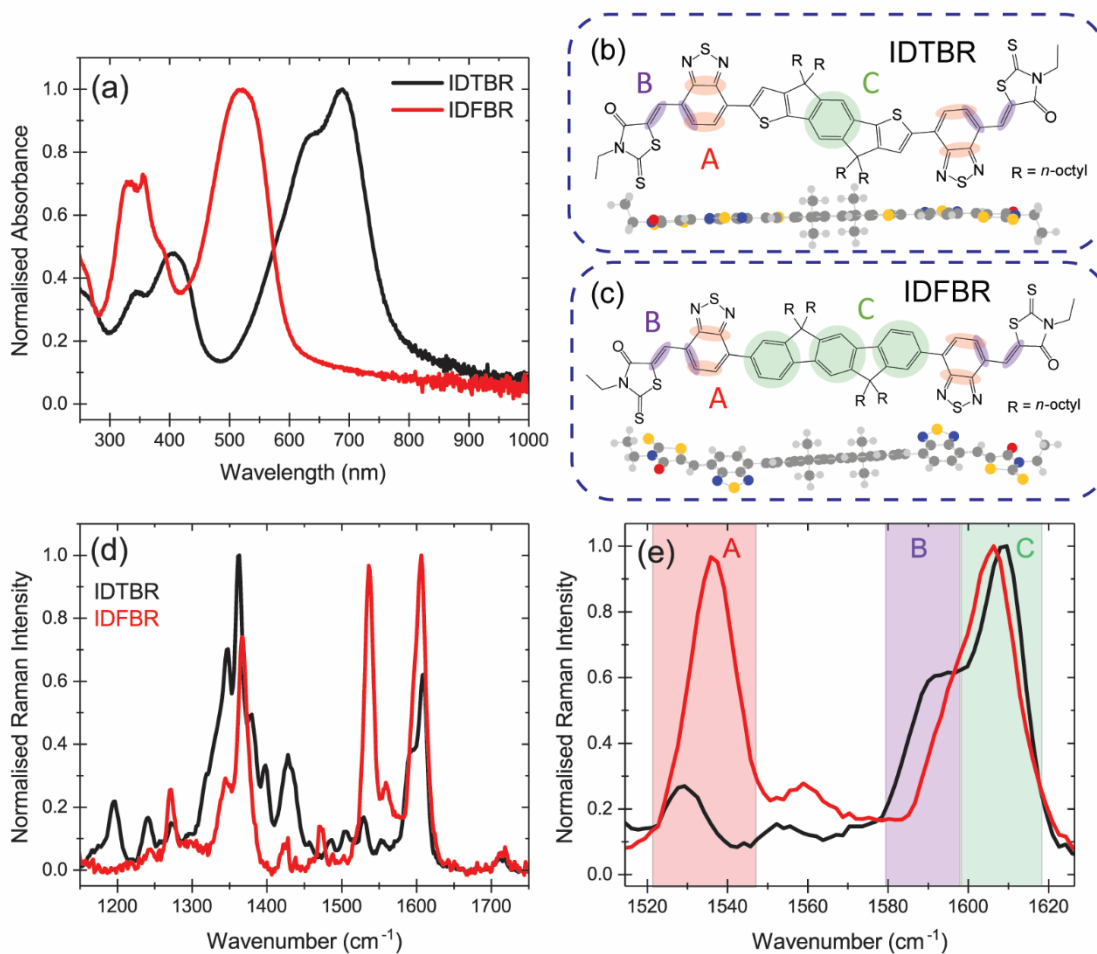 (a)
IDTBR
IDFBR
Normalised Absorbance
1.0
0.8
0.6
0.4
0.2
0.0
300 400 500 600 700 800 900 1000
Wavelength (nm)
(b)
IDTBR
B
A
C
S
N N
R R
S
S
N
O
O
N
S
S
S
S
R R
N N
S
R = n-octyl
(c)
IDFBR
B
A
C
S
N N
R R
S
S
N
O
O
N
S
S
R R
N N
S
R = n-octyl
(d)
IDTBR
IDFBR
Normalised Raman Intensity
1.0
0.8
0.6
0.4
0.2
0.0
1200 1300 1400 1500 1600 1700
Wavenumber (cm⁻¹)
(e)
A
B
C
Normalised Raman Intensity
1.0
0.8
0.6
0.4
0.2
0.0
1520 1540 1560 1580 1600 1620
Wavenumber (cm⁻¹)